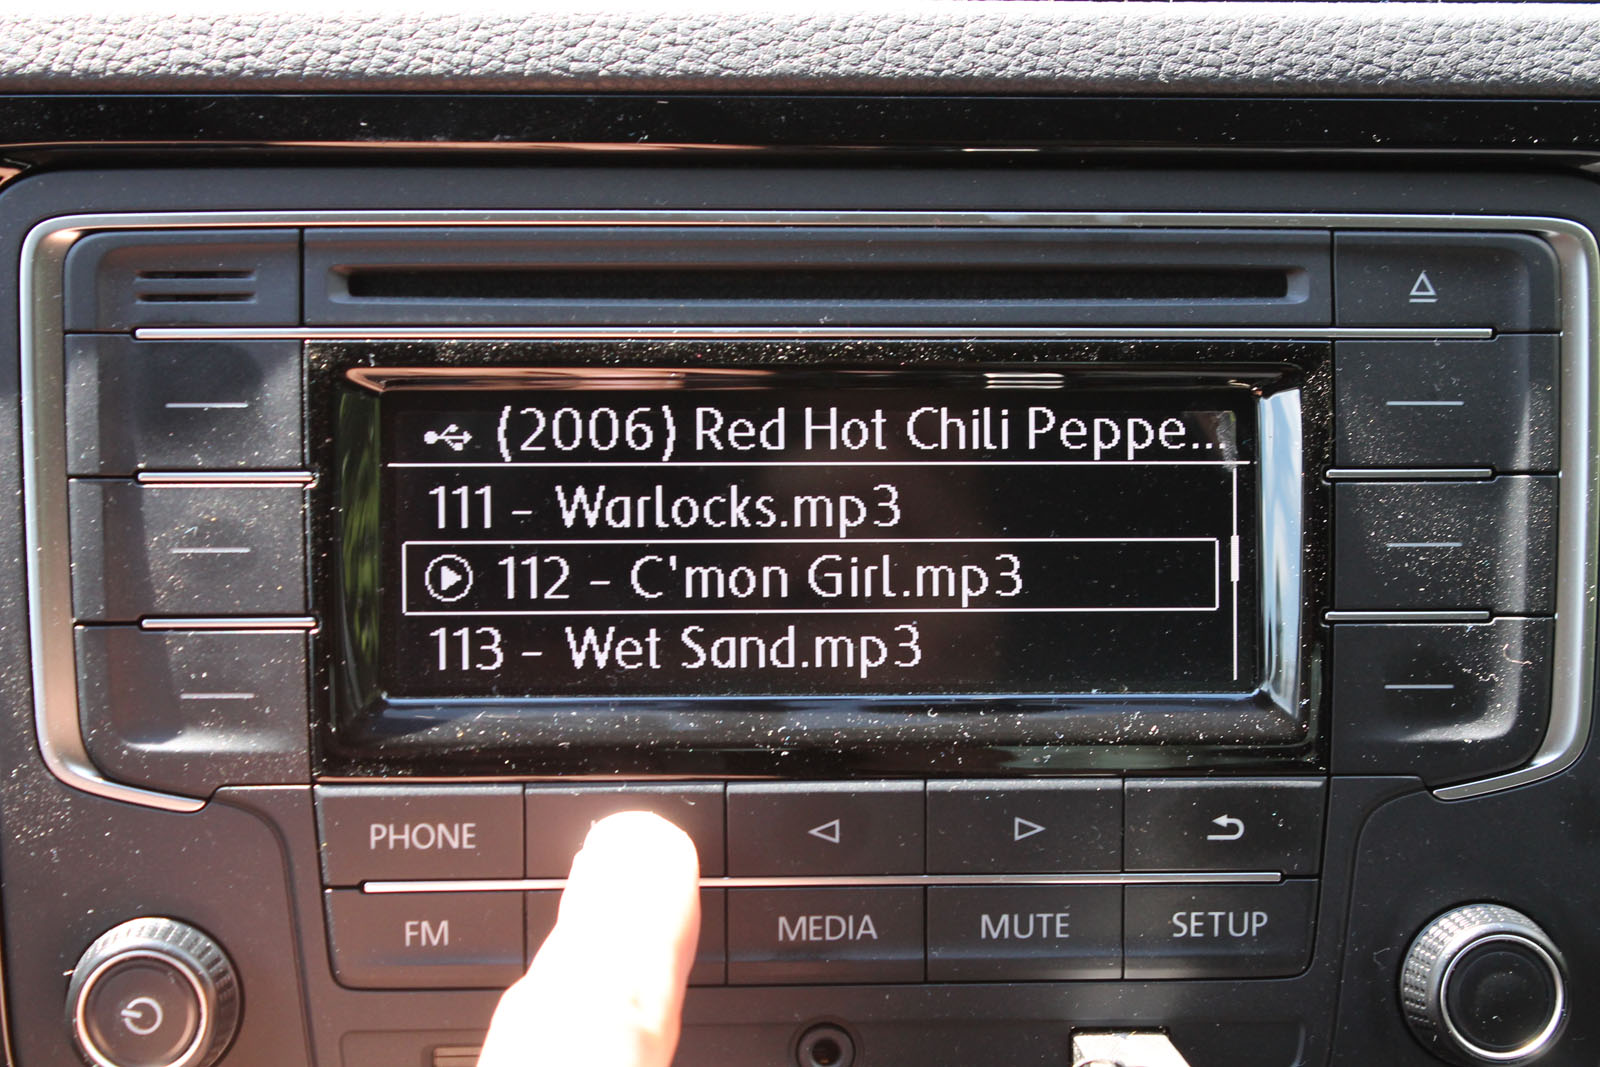 (2006) Red Hot Chili Peppe...
111 - Warlocks.mp3
112 - C'mon Girl.mp3
113 - Wet Sand.mp3
PHONE
FM
MEDIA
MUTE
SETUP